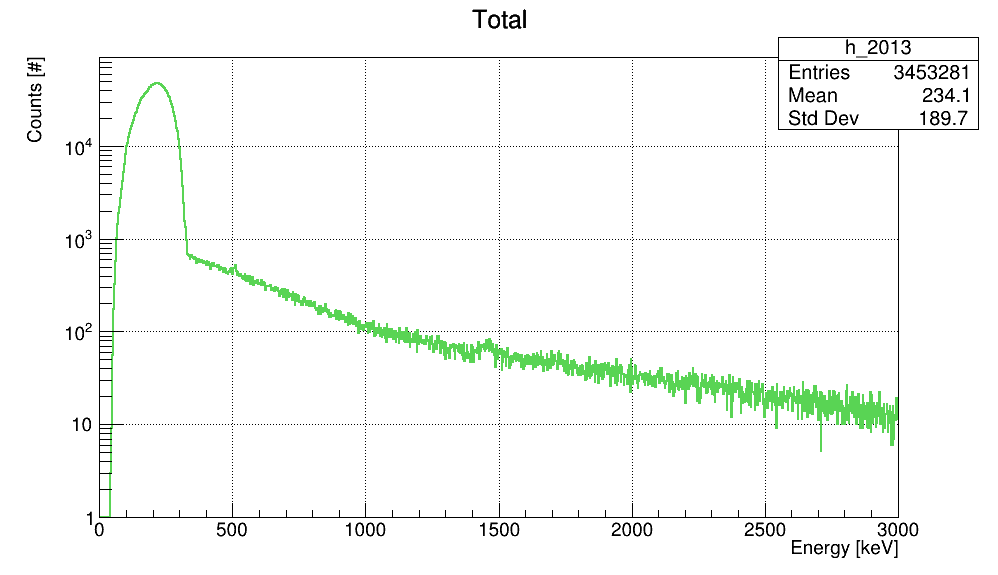 Total
h_2013
Entries 3453281
Mean 234.1
Std Dev 189.7
Counts [#]
10^4
10^3
10^2
10
1
0 500 1000 1500 2000 2500 3000
Energy [keV]